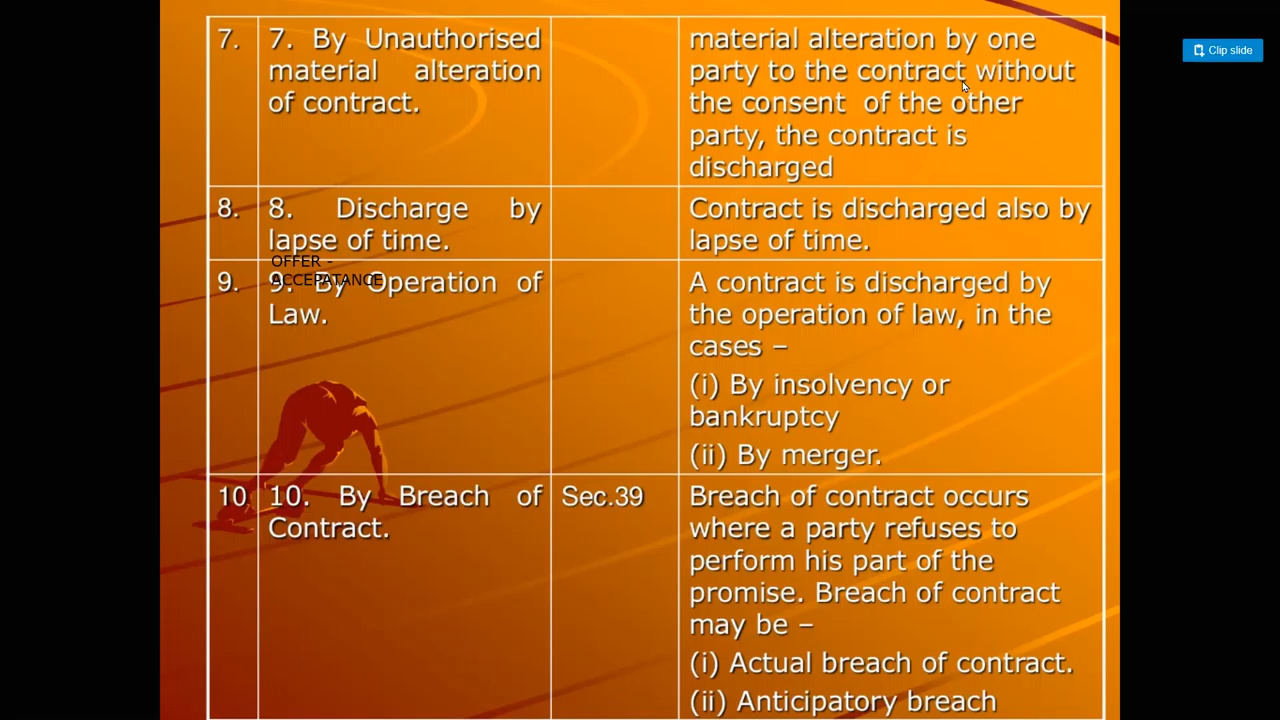 7. 7. By Unauthorised material alteration by one
material alteration party to the contract without
of contract. the consent of the other
party, the contract is
discharged
8. 8. Discharge by Contract is discharged also by
lapse of time. lapse of time.
OFFER -
ACCEPATANCE
9. 9. By Operation of A contract is discharged by
Law. the operation of law, in the
cases –
(i) By insolvency or
bankruptcy
(ii) By merger.
10 10. By Breach of Sec.39 Breach of contract occurs
Contract. where a party refuses to
perform his part of the
promise. Breach of contract
may be –
(i) Actual breach of contract.
(ii) Anticipatory breach
Clip slide